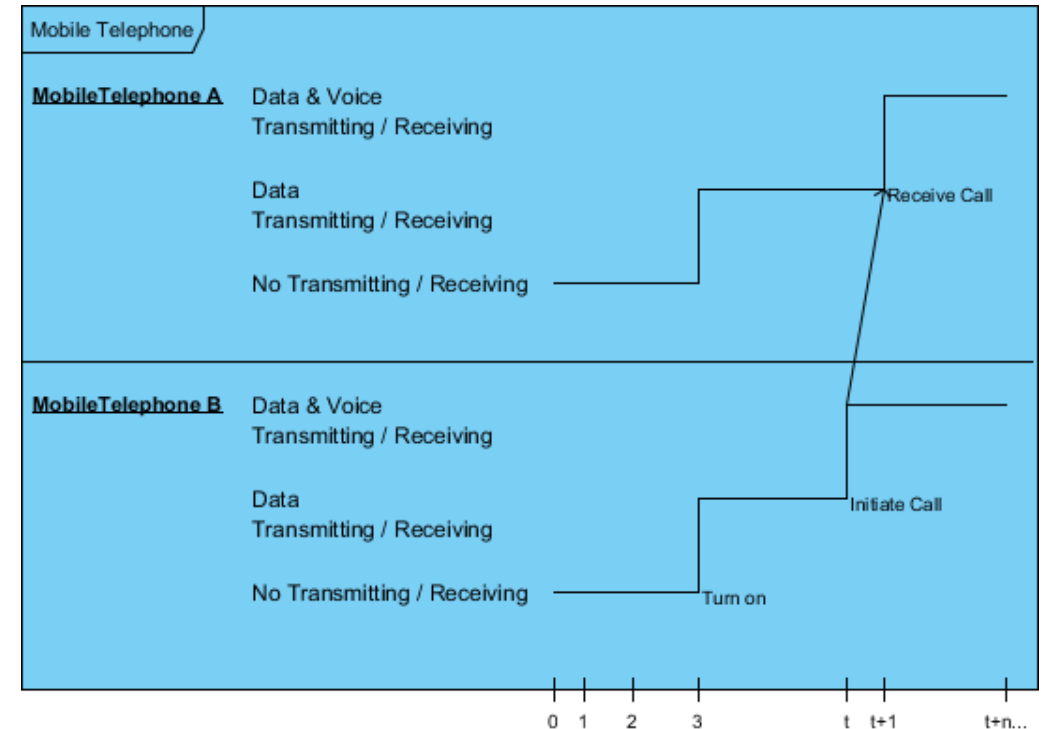 Mobile Telephone
MobileTelephone A
Data & Voice
Transmitting / Receiving
Data
Transmitting / Receiving
Receive Call
No Transmitting / Receiving
MobileTelephone B
Data & Voice
Transmitting / Receiving
Data
Transmitting / Receiving
Initiate Call
No Transmitting / Receiving
Turn on
0 1 2 3 t t+1 t+n...